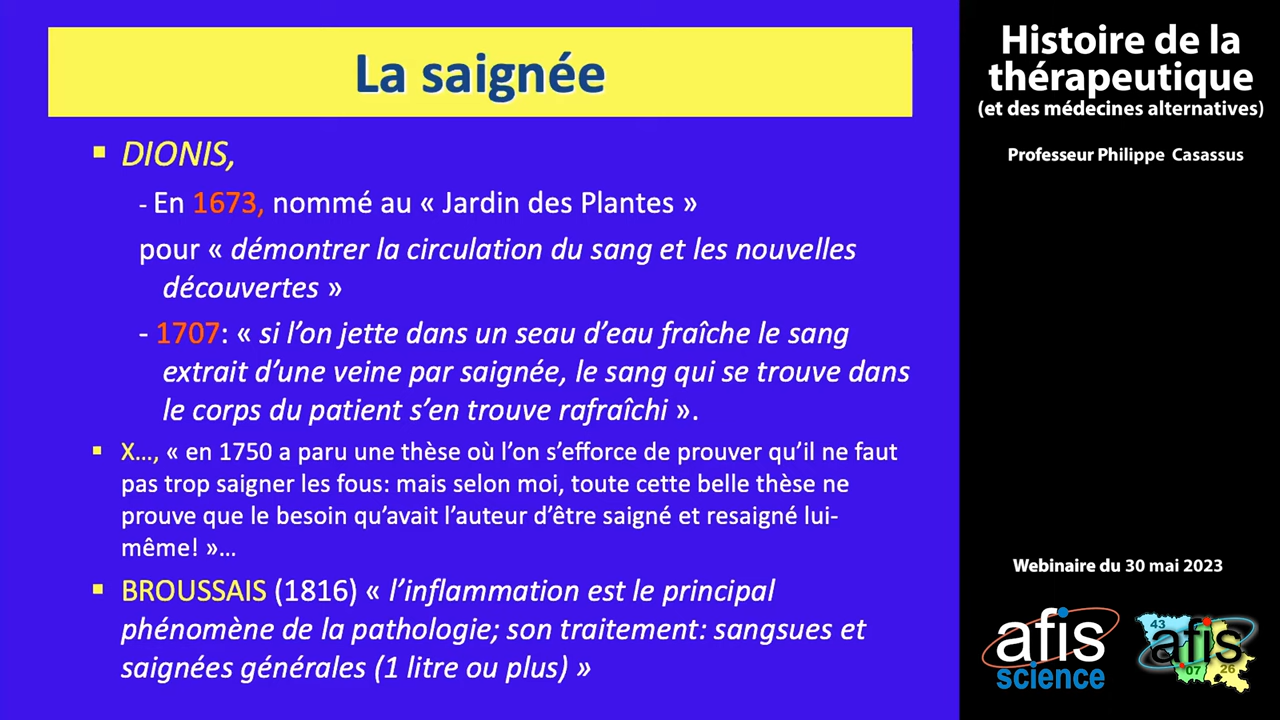 La saignée
▪ DIONIS,
- En 1673, nommé au « Jardin des Plantes »
pour « démontrer la circulation du sang et les nouvelles
découvertes »
- 1707: « si l’on jette dans un seau d’eau fraîche le sang
extrait d’une veine par saignée, le sang qui se trouve dans
le corps du patient s’en trouve rafraîchi ».
▪ X…, « en 1750 a paru une thèse où l’on s’efforce de prouver qu’il ne faut
pas trop saigner les fous: mais selon moi, toute cette belle thèse ne
prouve que le besoin qu’avait l’auteur d’être saigné et resaigné lui-
même! »…
▪ BROUSSAIS (1816) « l’inflammation est le principal
phénomène de la pathologie; son traitement: sangsues et
saignées générales (1 litre ou plus) »
Histoire de la
thérapeutique
(et des médecines alternatives)
Professeur Philippe Casassus
Webinaire du 30 mai 2023
afis
science
43
afis
07
26